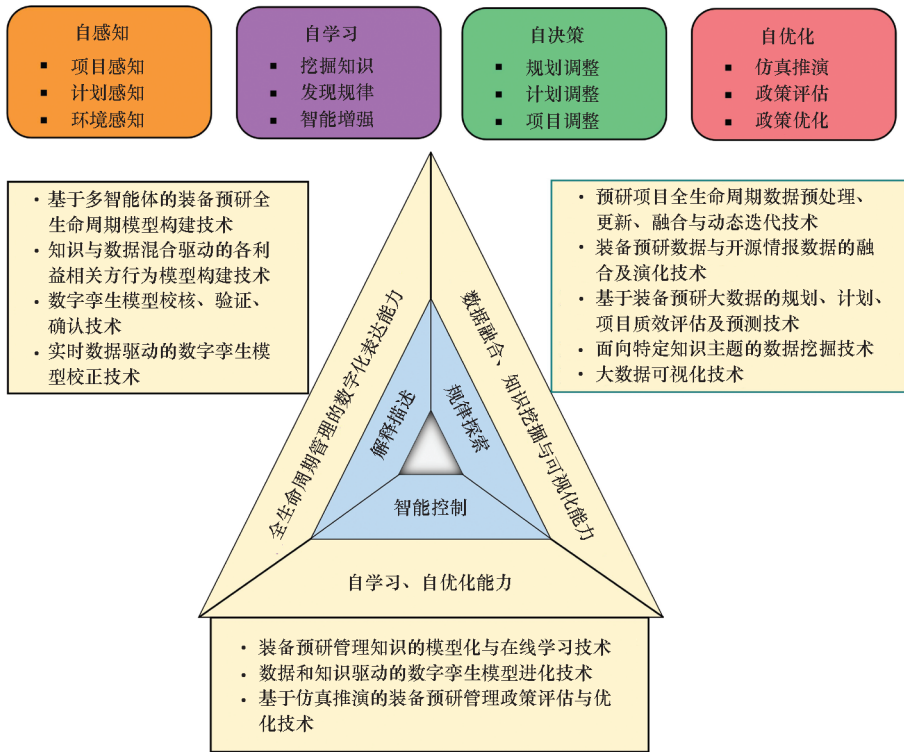 自感知
▪ 项目感知
▪ 计划感知
▪ 环境感知
自学习
▪ 挖掘知识
▪ 发现规律
▪ 智能增强
自决策
▪ 规划调整
▪ 计划调整
▪ 项目调整
自优化
▪ 仿真推演
▪ 政策评估
▪ 政策优化
· 基于多智能体的装备预研全
生命周期模型构建技术
· 知识与数据混合驱动的各利
益相关方行为模型构建技术
· 数字孪生模型校核、验证、
确认技术
· 实时数据驱动的数字孪生模
型校正技术
· 预研项目全生命周期数据预处理、
更新、融合与动态迭代技术
· 装备预研数据与开源情报数据的融
合及演化技术
· 基于装备预研大数据的规划、计划、
项目质效评估及预测技术
· 面向特定知识主题的数据挖掘技术
· 大数据可视化技术
全生命周期管理的数字化表达能力
数据融合、知识挖掘与可视化能力
解释描述
规律探索
智能控制
自学习、自优化能力
· 装备预研管理知识的模型化与在线学习技术
· 数据和知识驱动的数字孪生模型进化技术
· 基于仿真推演的装备预研管理政策评估与优
化技术